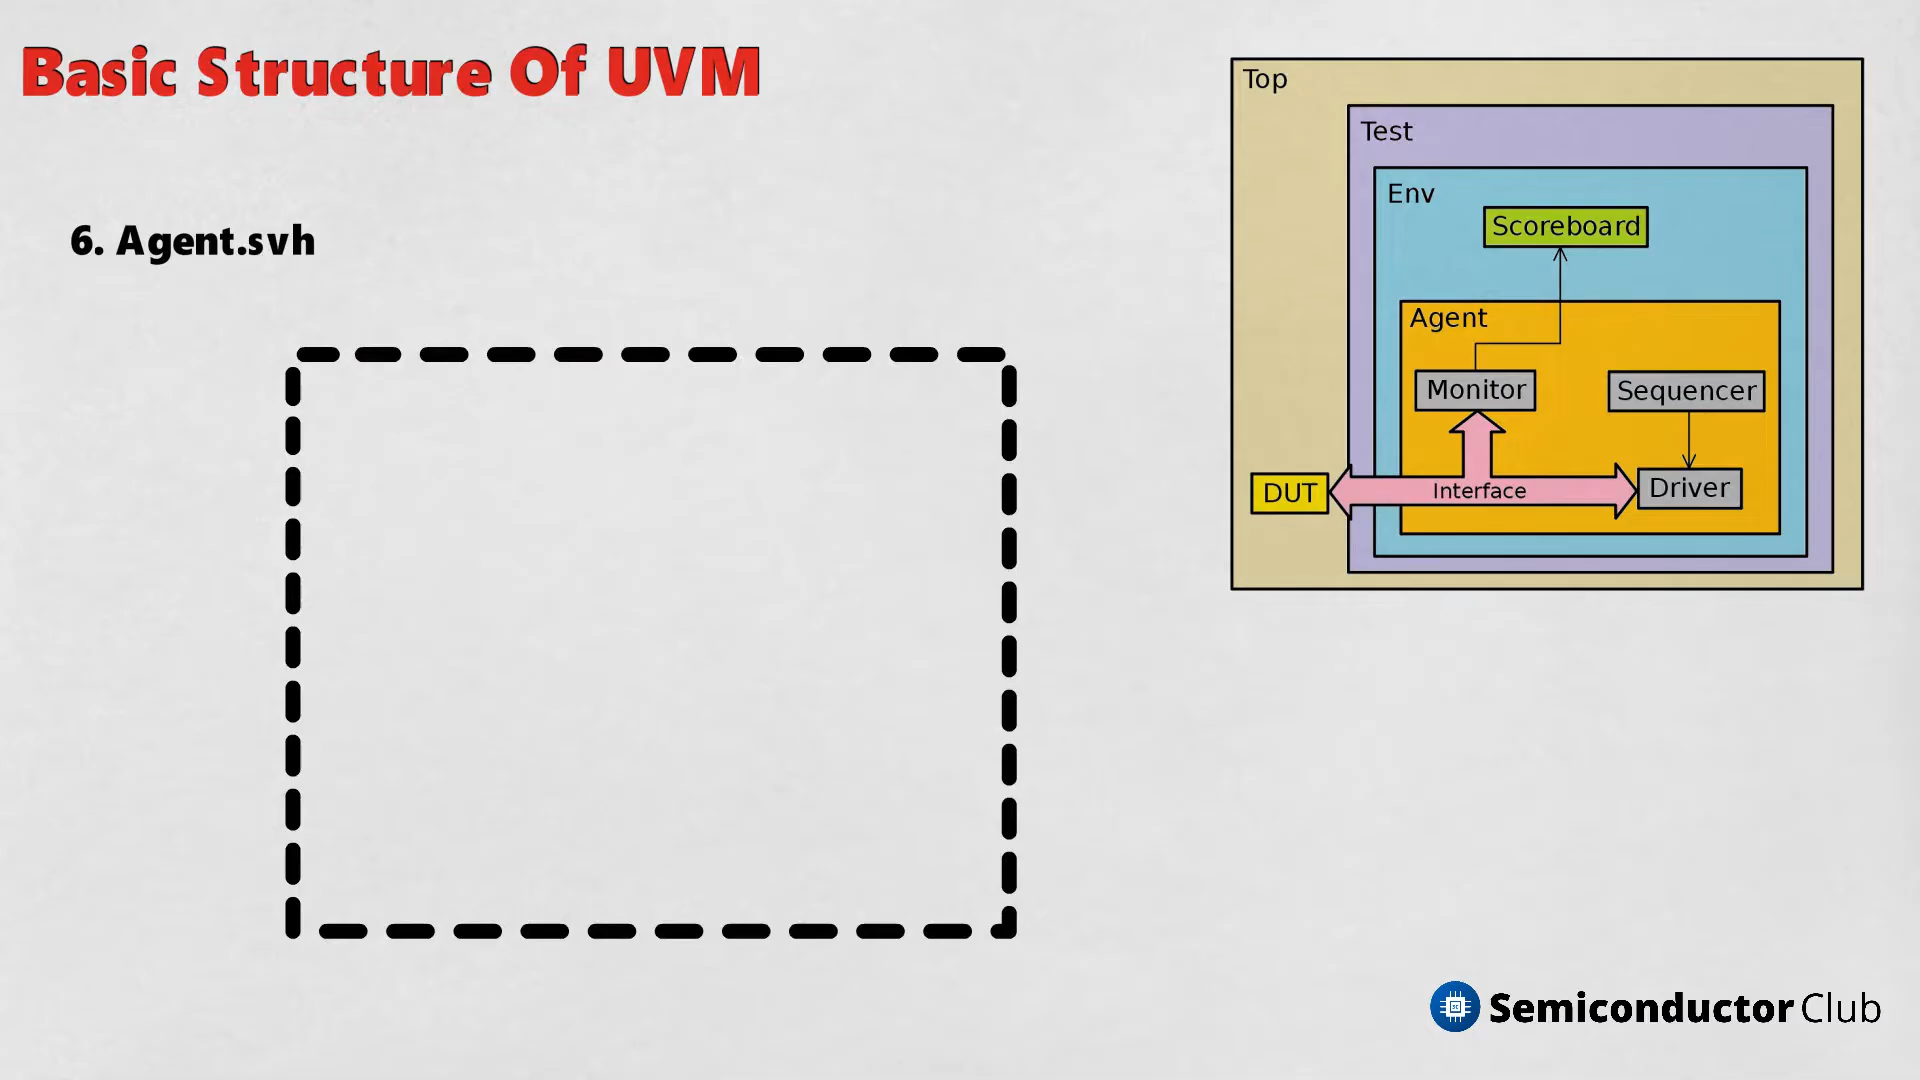 Basic Structure Of UVM
6. Agent.svh
Top
Test
Env
Scoreboard
Agent
Monitor
Sequencer
DUT
Interface
Driver
Semiconductor Club